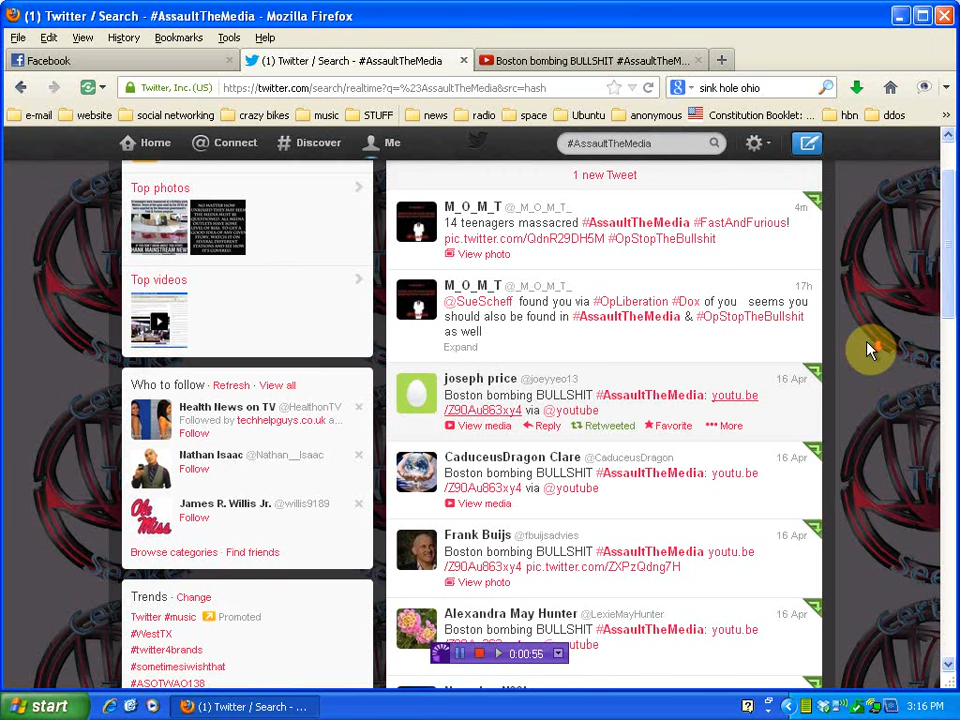 (1) Twitter / Search - #AssaultTheMedia - Mozilla Firefox
File Edit View History Bookmarks Tools Help
Facebook
(1) Twitter / Search - #AssaultTheMedia
Boston bombing BULLSHIT #AssaultTheM...
Twitter, Inc. (US)
https://twitter.com/search/realtime?q=%23AssaultTheMedia&src=hash
sink hole ohio
e-mail website social networking crazy bikes music STUFF news radio space Ubuntu anonymous Constitution Booklet:... hbn ddos
Home Connect Discover Me
#AssaultTheMedia
Top photos
Top videos
Who to follow · Refresh · View all
Health News on TV @HealthonTV
Followed by techhelpguys.co.uk a...
Follow
Nathan Isaac @Nathan__Isaac
Follow
James R. Willis Jr. @willis9189
Follow
Browse categories · Find friends
Trends · Change
Twitter #music Promoted
#WestTX
#twitter4brands
#sometimesiwishthat
#ASOTWAO138
1 new Tweet
M_O_M_T @_M_O_M_T_ 4m
14 teenagers massacred #AssaultTheMedia #FastAndFurious!
pic.twitter.com/QdnR29DH5M #OpStopTheBullshit
View photo
M_O_M_T @_M_O_M_T_ 17h
@SueScheff found you via #OpLiberation #Dox of you seems you
should also be found in #AssaultTheMedia & #OpStopTheBullshit
as well
Expand
joseph price @joeyyeo13 16 Apr
Boston bombing BULLSHIT #AssaultTheMedia: youtu.be
/Z90Au863xy4 via @youtube
View media Reply Retweeted Favorite More
CaduceusDragon Clare @CaduceusDragon 16 Apr
Boston bombing BULLSHIT #AssaultTheMedia: youtu.be
/Z90Au863xy4 via @youtube
View media
Frank Buijs @fbuijsadvies 16 Apr
Boston bombing BULLSHIT #AssaultTheMedia youtu.be
/Z90Au863xy4 pic.twitter.com/ZXPzQdng7H
View photo
Alexandra May Hunter @LexieMayHunter 16 Apr
Boston bombing BULLSHIT #AssaultTheMedia: youtu.be
youtube
0:00:55
start
(1) Twitter / Search - ...
3:16 PM